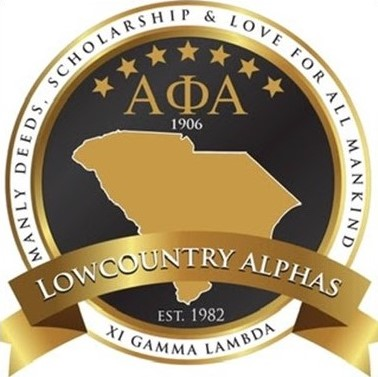 MANLY DEEDS, SCHOLARSHIP & LOVE FOR ALL MANKIND
ΑΦΑ
1906
LOWCOUNTRY ALPHAS
EST. 1982
XI GAMMA LAMBDA